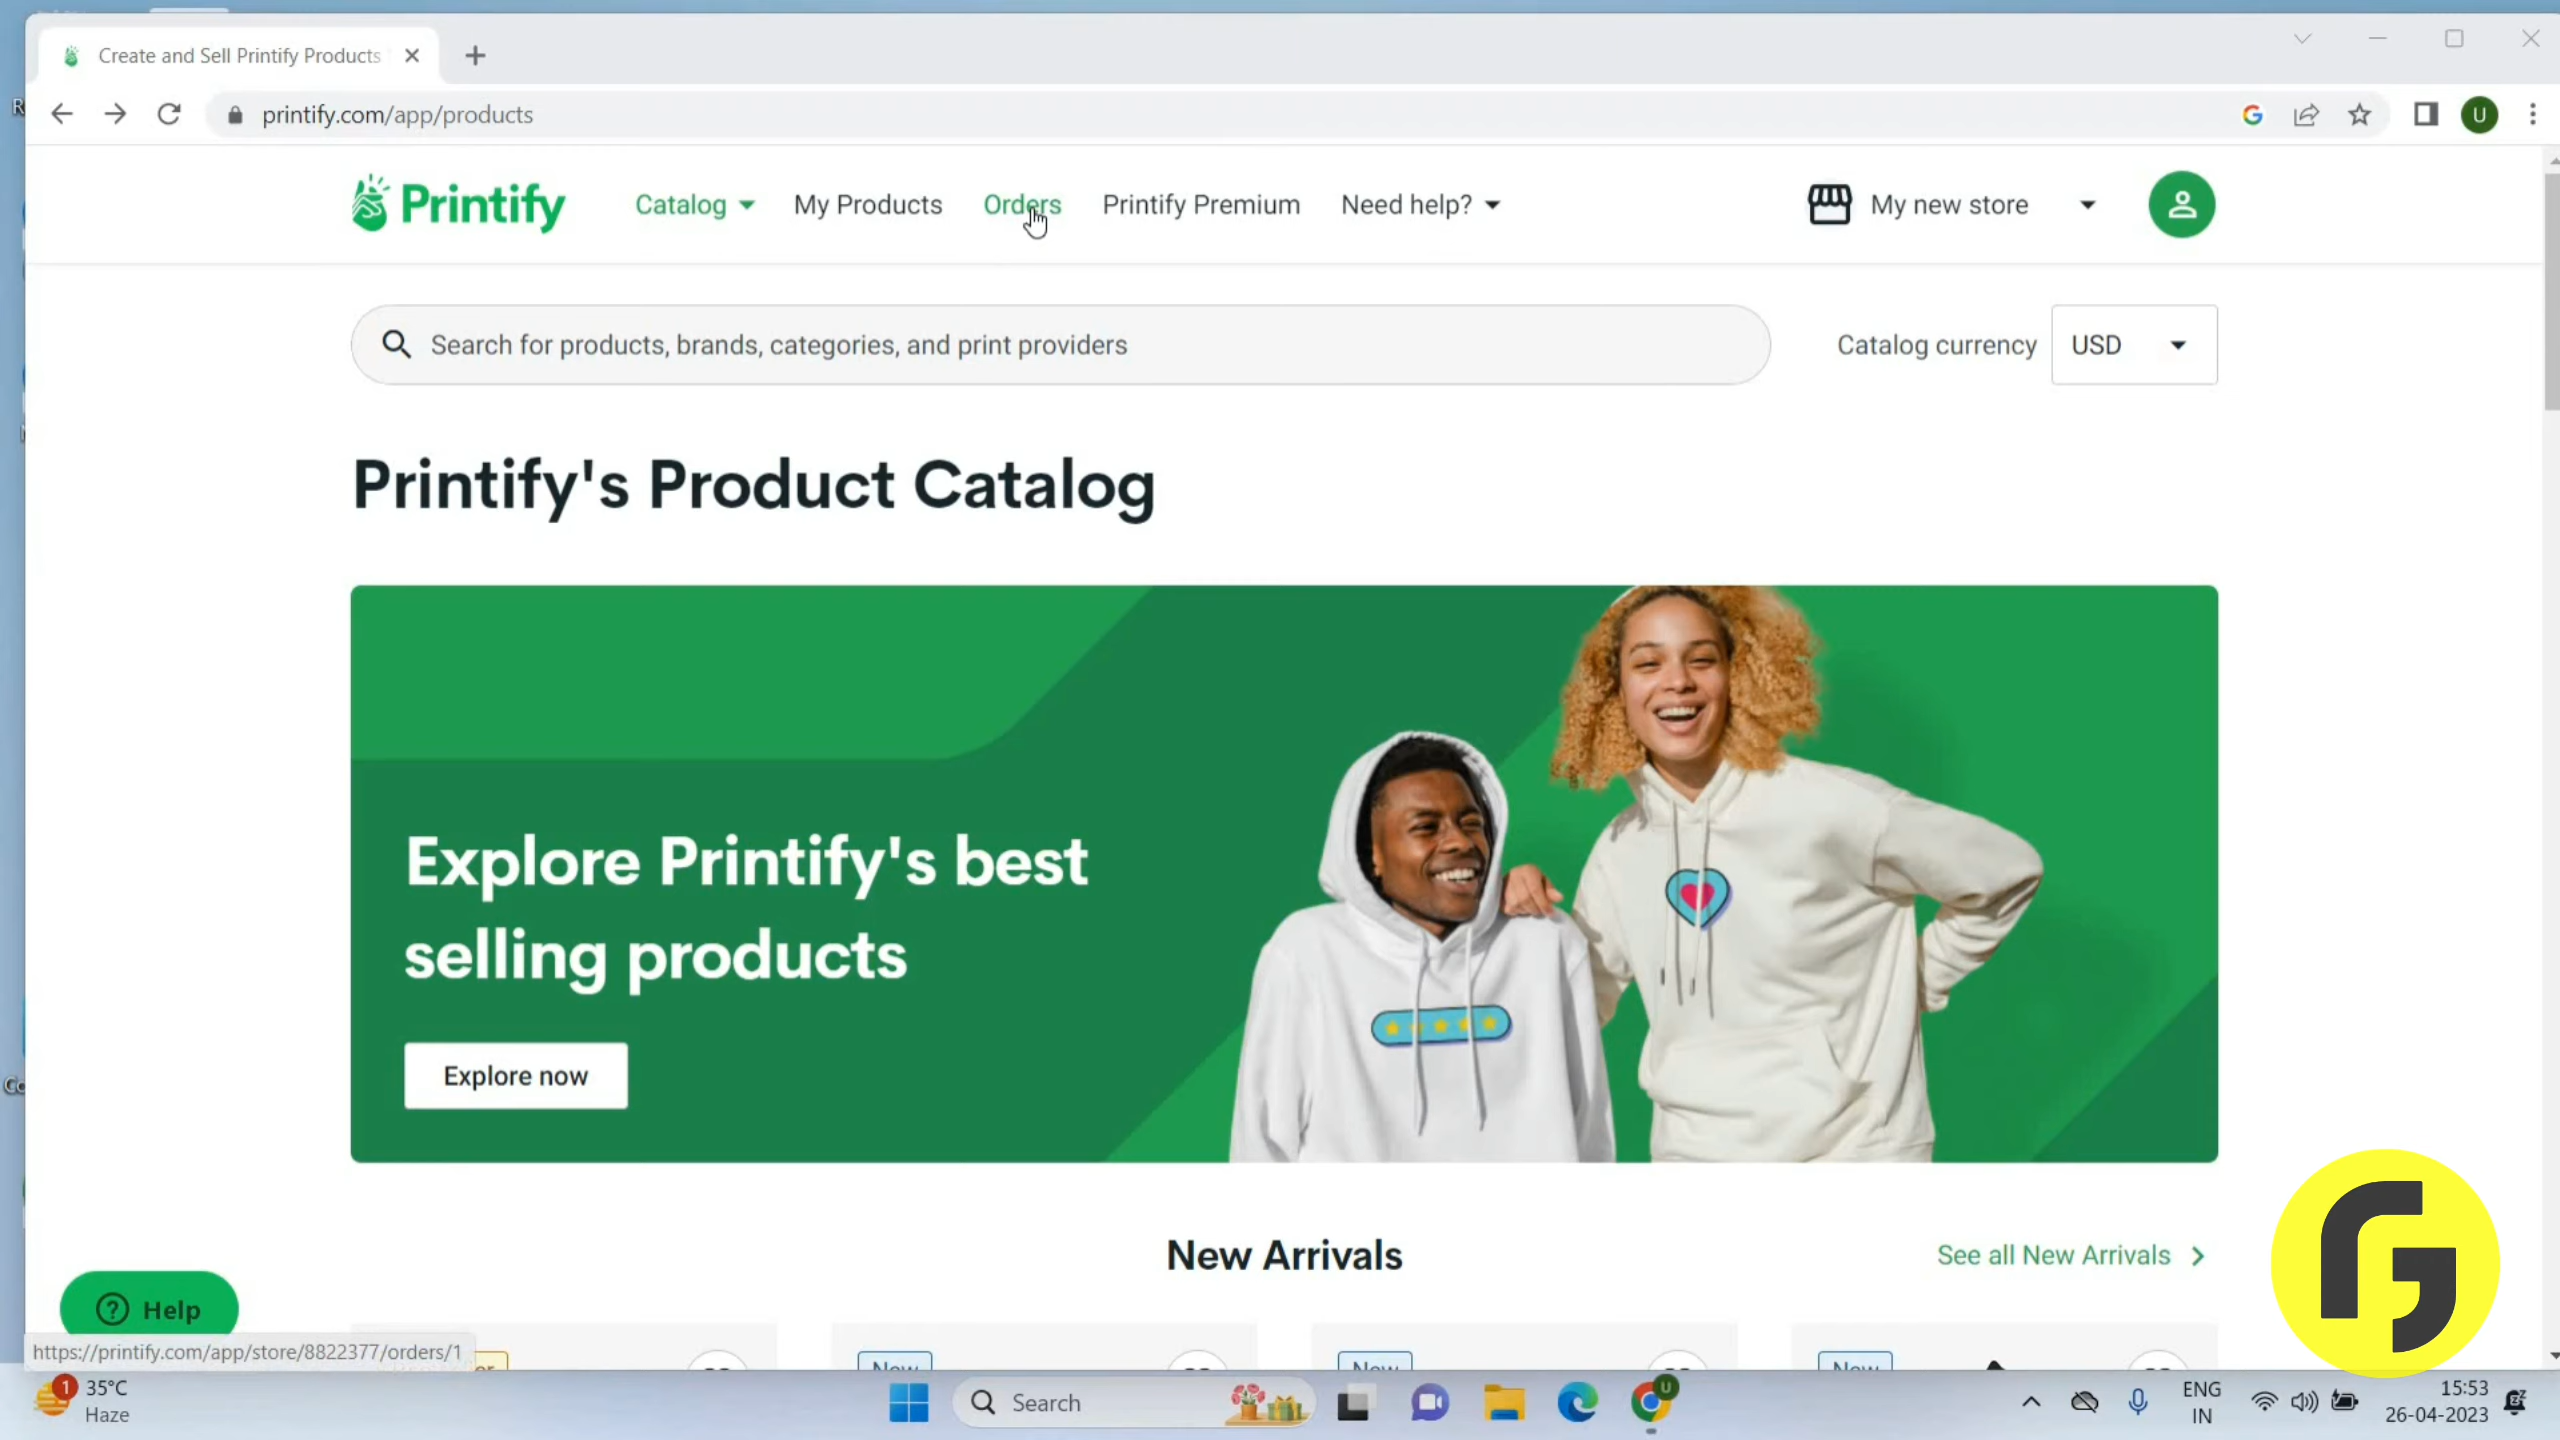 Create and Sell Printify Products
printify.com/app/products
U
Printify
Catalog
My Products
Orders
Printify Premium
Need help?
My new store
Search for products, brands, categories, and print providers
Catalog currency
USD
Printify's Product Catalog
Explore Printify's best
selling products
Explore now
New Arrivals
See all New Arrivals
Help
https://printify.com/app/store/8822377/orders/1
New
New
New
1
35°C
Haze
Search
U
ENG
IN
15:53
26-04-2023